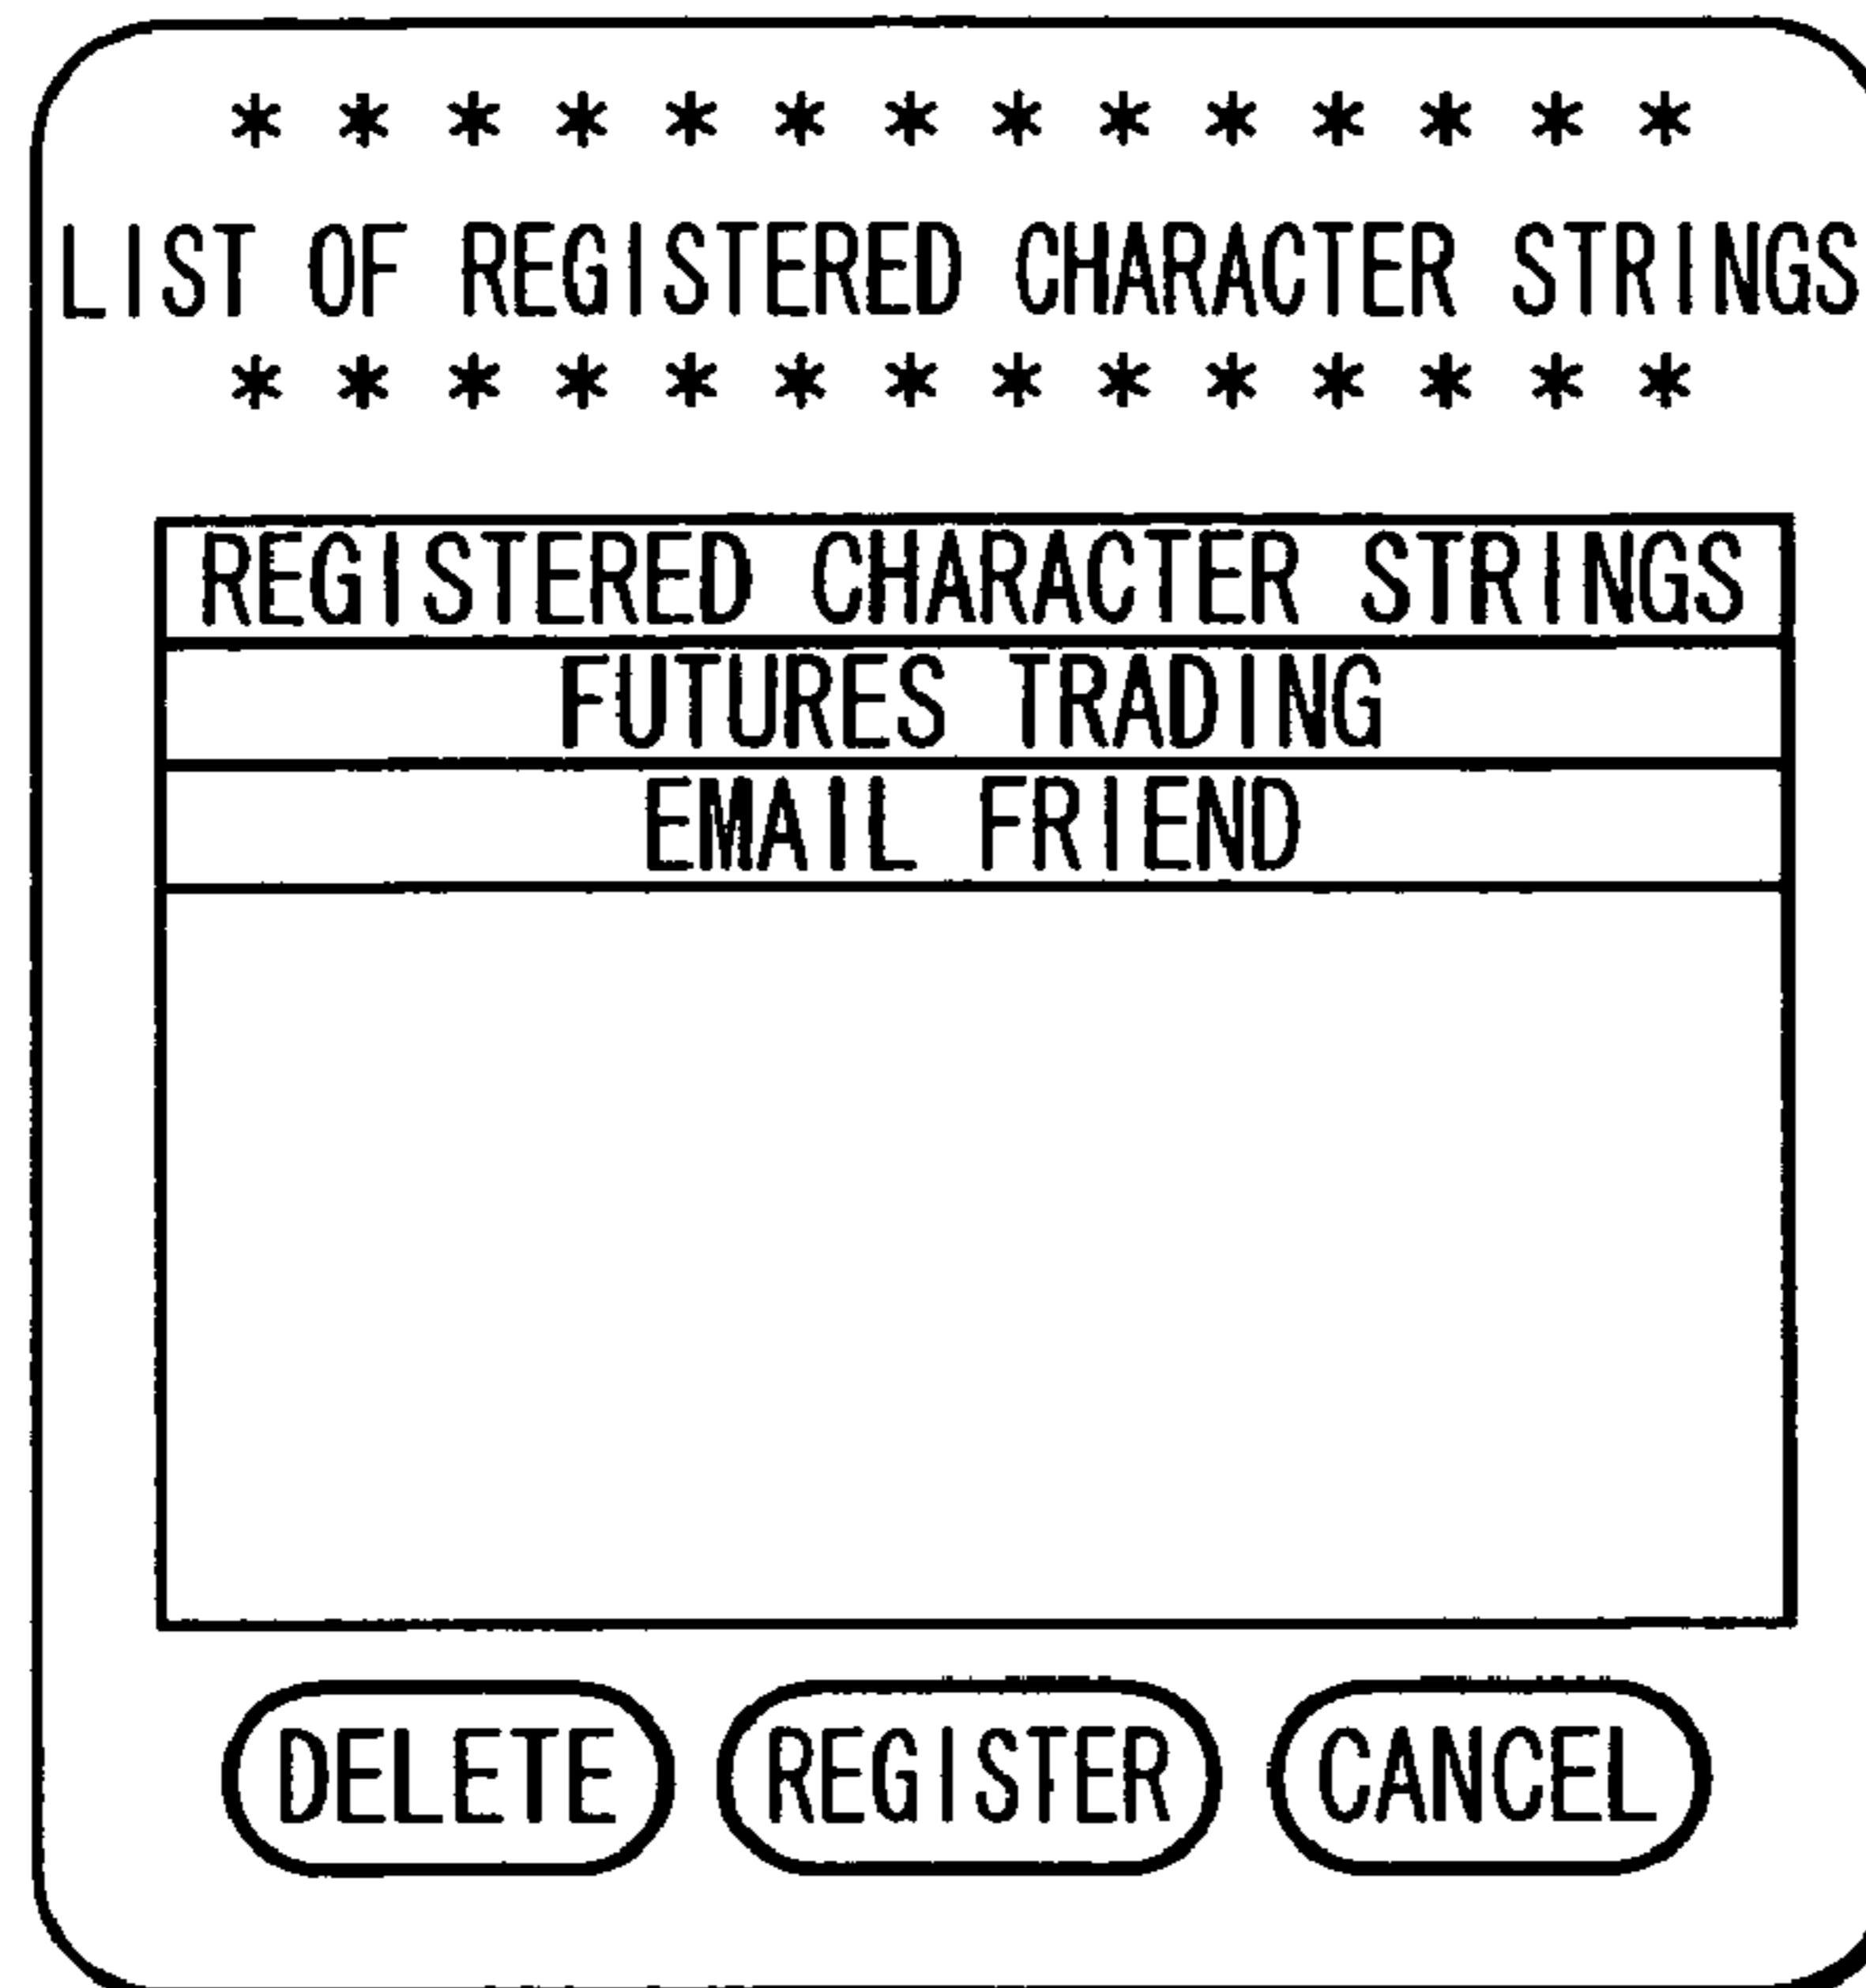 * * * * * * * * * * * * * *
LIST OF REGISTERED CHARACTER STRINGS
* * * * * * * * * * * * * *
REGISTERED CHARACTER STRINGS
FUTURES TRADING
EMAIL FRIEND
DELETE REGISTER CANCEL